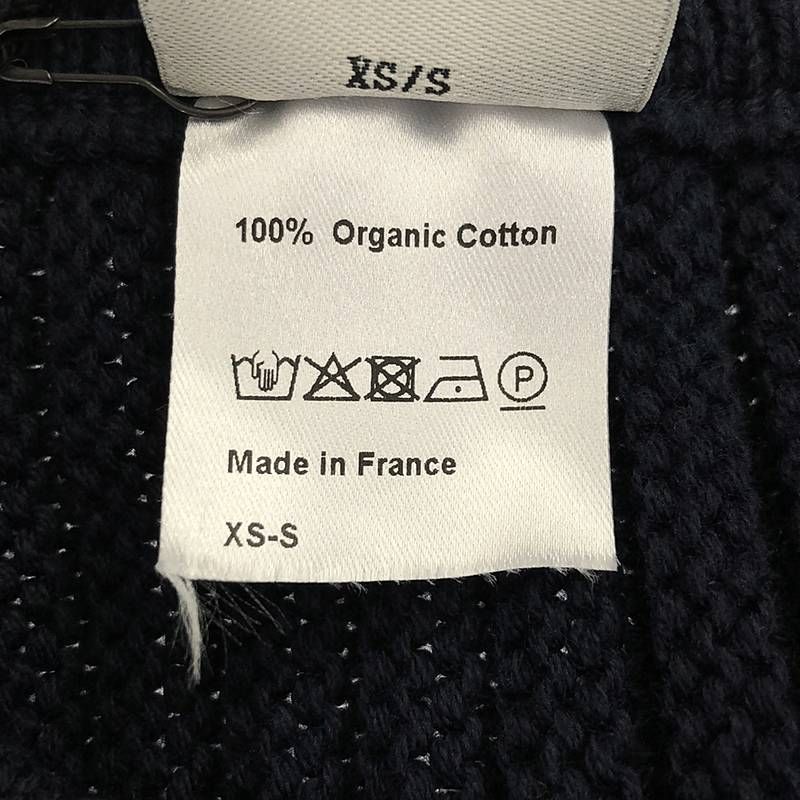 XS/S
100% Organic Cotton
P
Made in France
XS-S